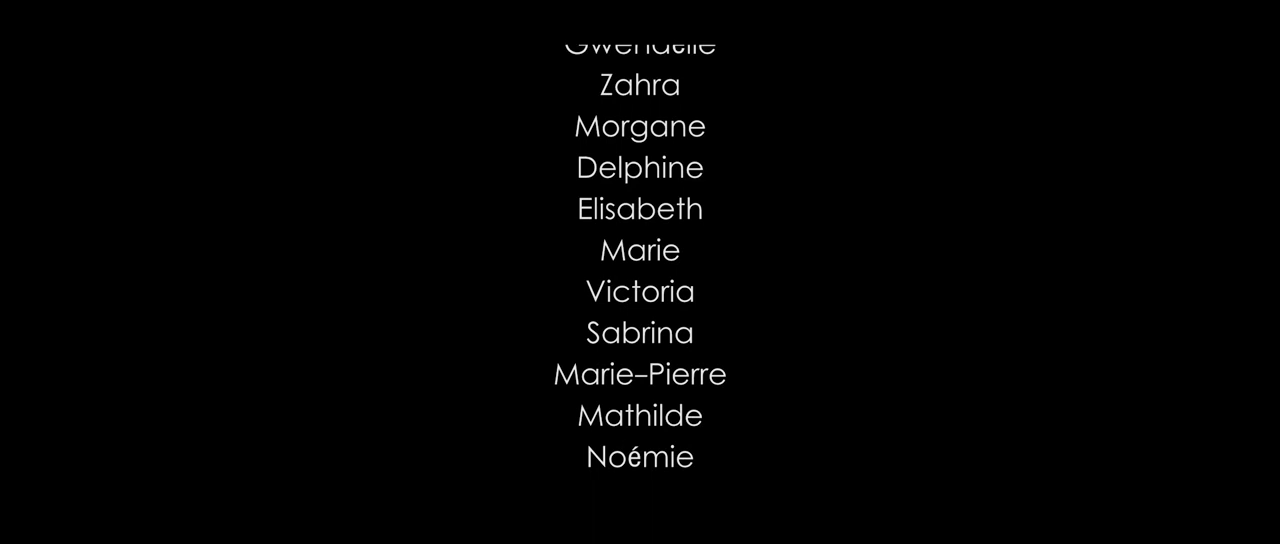 Zahra
Morgane
Delphine
Elisabeth
Marie
Victoria
Sabrina
Marie-Pierre
Mathilde
Noémie